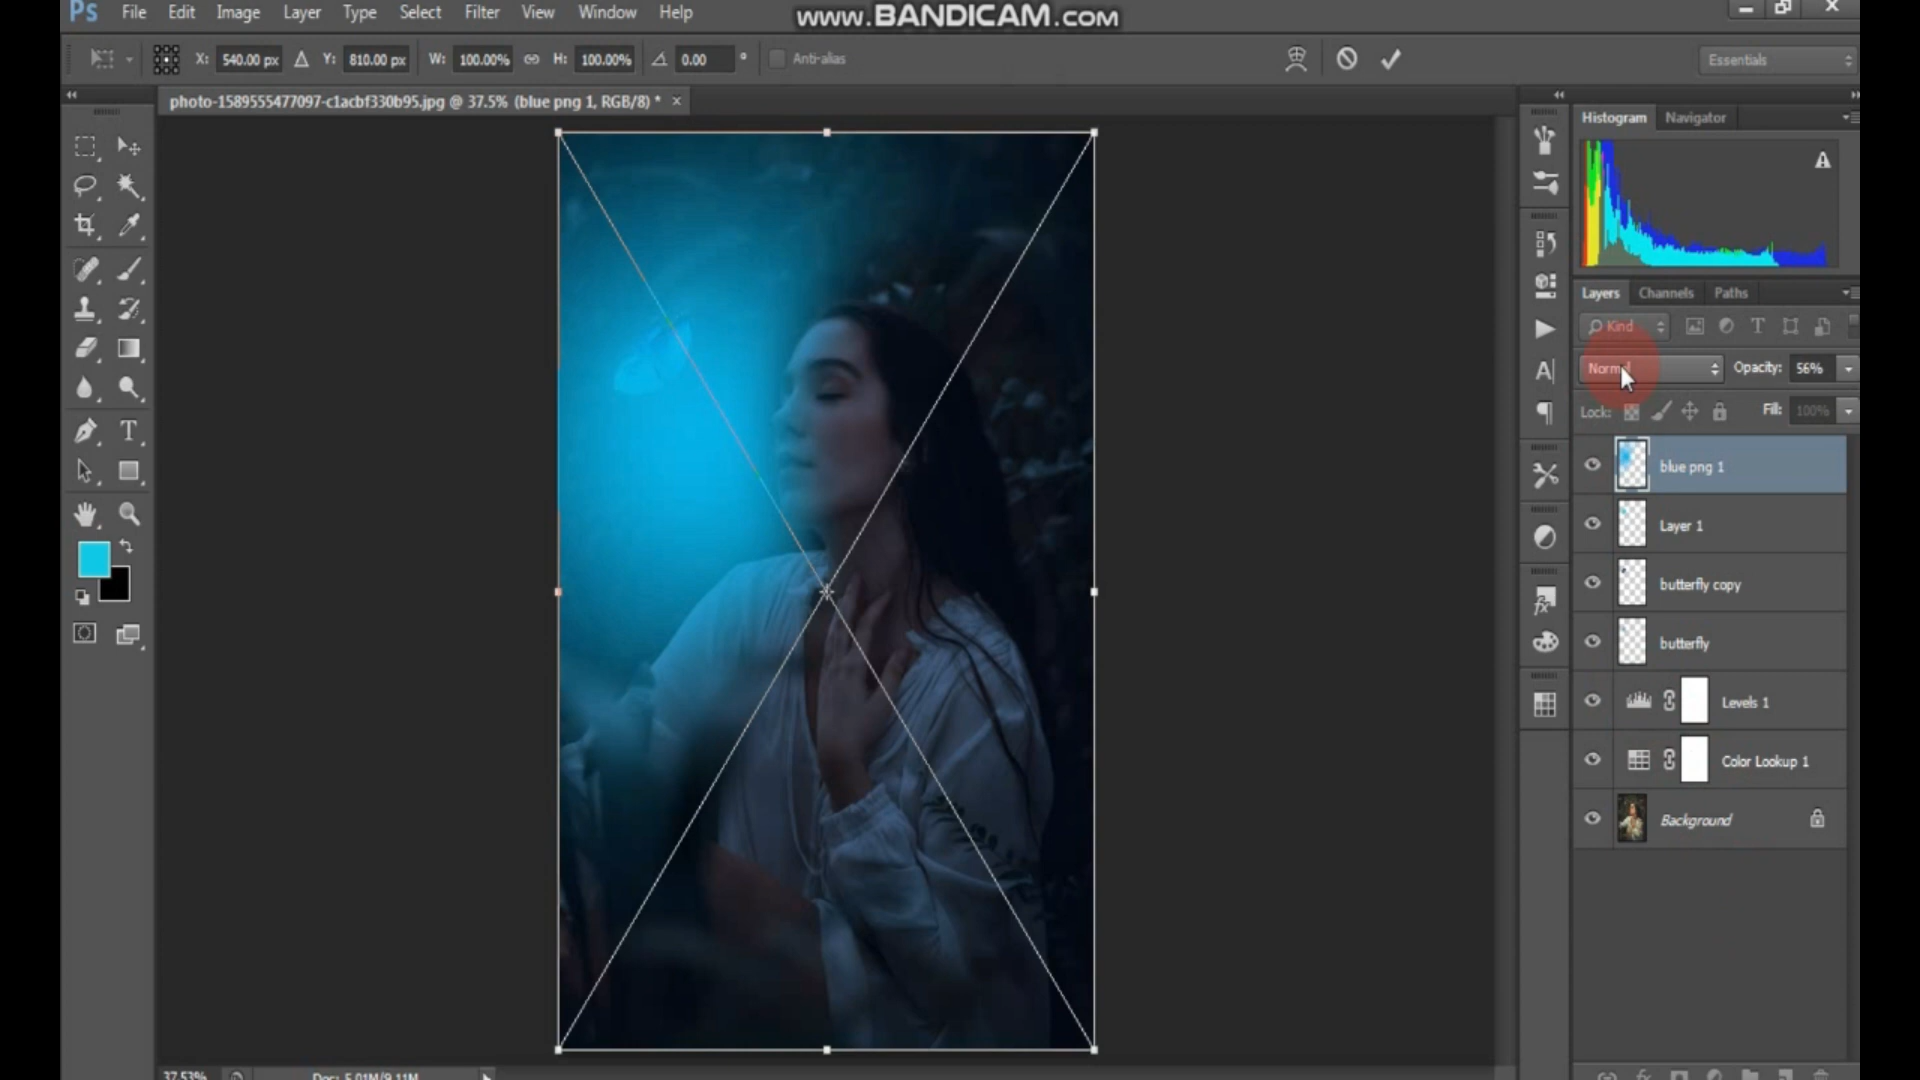 Ps File Edit Image Layer Type Select Filter View Window Help
www.BANDICAM.com
X: 540.00 px Y: 810.00 px W: 100.00% H: 100.00% 0.00 ° Anti-alias Essentials
photo-1589555477097-c1acbf330b95.jpg @ 37.5% (blue png 1, RGB/8) * ×
Histogram Navigator
Layers Channels Paths
Kind
Normal Opacity: 56%
Lock: Fill: 100%
blue png 1
Layer 1
butterfly copy
butterfly
Levels 1
Color Lookup 1
Background
37.53% Doc: 5.01M/9.11M